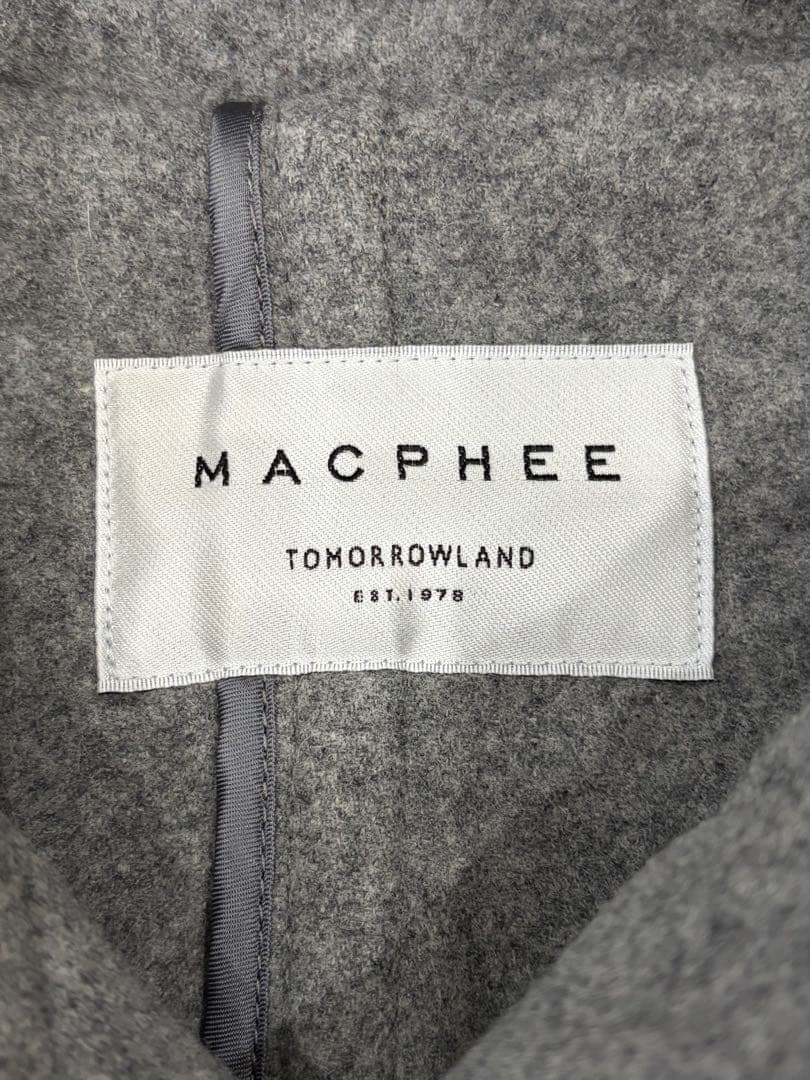 MACPHEE
TOMORROWLAND
EST. 1978